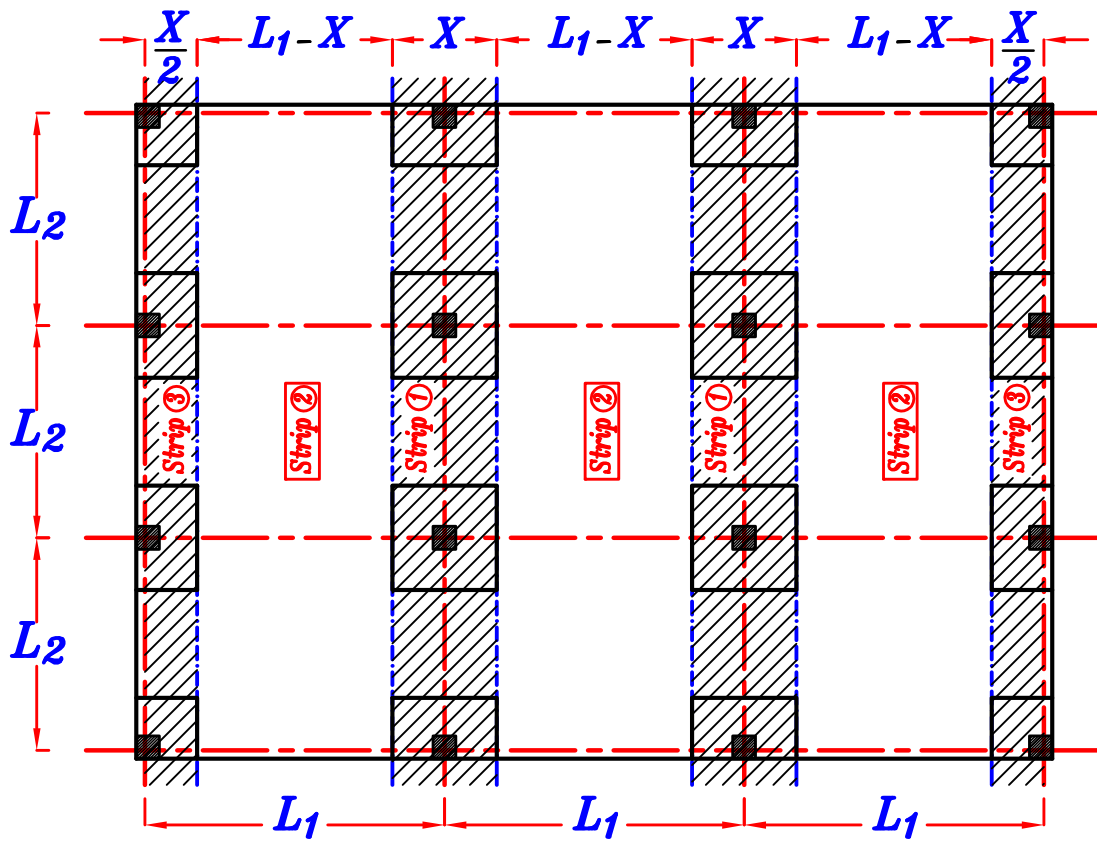 X/2 L1-X X L1-X X L1-X X/2
L2
L2
L2
Strip ③ Strip ② Strip ① Strip ② Strip ① Strip ② Strip ③
L1 L1 L1